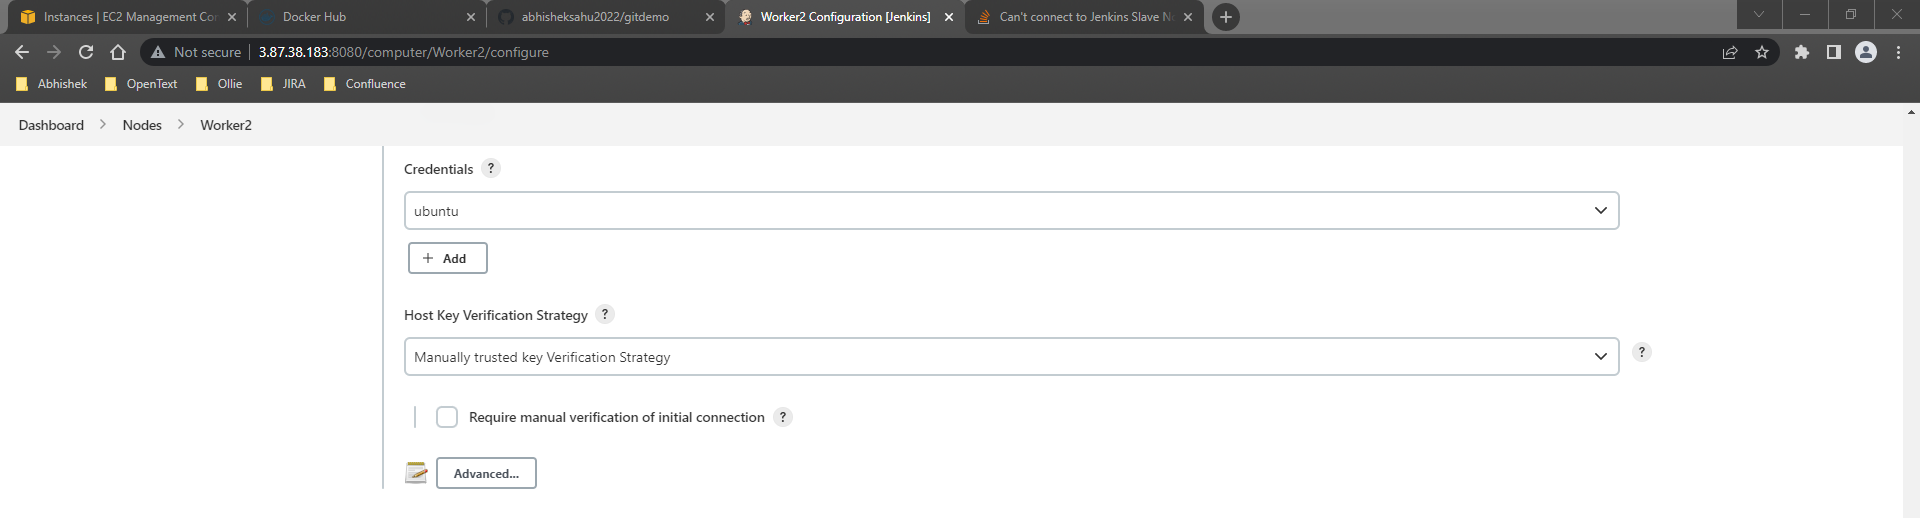 Instances | EC2 Management Con
Docker Hub
abhisheksahu2022/gitdemo
Worker2 Configuration [Jenkins]
Can't connect to Jenkins Slave No
Not secure
3.87.38.183:8080/computer/Worker2/configure
Abhishek
OpenText
Ollie
JIRA
Confluence
Dashboard
Nodes
Worker2
Credentials ?
ubuntu
+ Add
Host Key Verification Strategy ?
Manually trusted key Verification Strategy
?
Require manual verification of initial connection ?
Advanced...